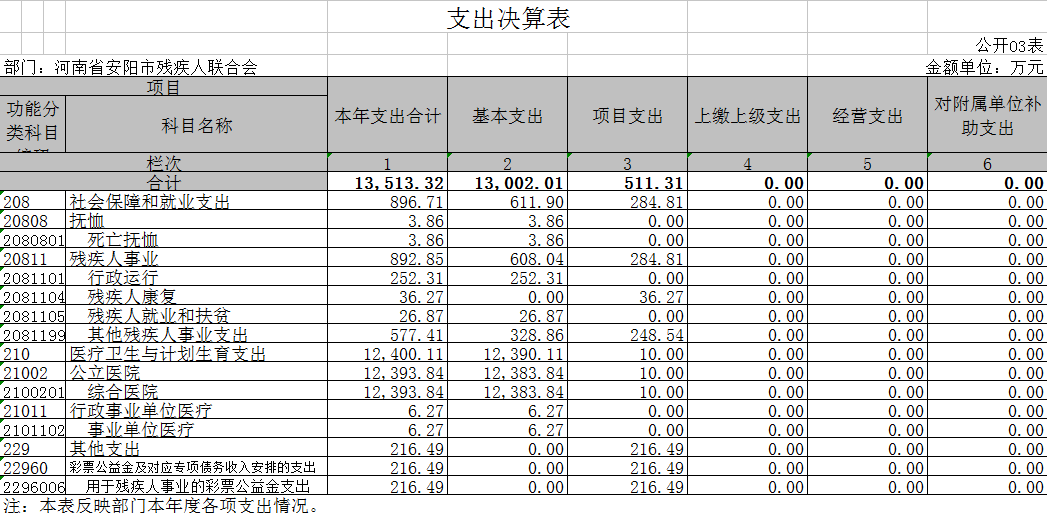 支出决算表
公开03表
部门：河南省安阳市残疾人联合会 金额单位：万元
项目 本年支出合计 基本支出 项目支出 上缴上级支出 经营支出 对附属单位补助支出
功能分类科目 科目名称
栏次 1 2 3 4 5 6
合计 13,513.32 13,002.01 511.31 0.00 0.00 0.00
208 社会保障和就业支出 896.71 611.90 284.81 0.00 0.00 0.00
20808 抚恤 3.86 3.86 0.00 0.00 0.00 0.00
2080801 死亡抚恤 3.86 3.86 0.00 0.00 0.00 0.00
20811 残疾人事业 892.85 608.04 284.81 0.00 0.00 0.00
2081101 行政运行 252.31 252.31 0.00 0.00 0.00 0.00
2081104 残疾人康复 36.27 0.00 36.27 0.00 0.00 0.00
2081105 残疾人就业和扶贫 26.87 26.87 0.00 0.00 0.00 0.00
2081199 其他残疾人事业支出 577.41 328.86 248.54 0.00 0.00 0.00
210 医疗卫生与计划生育支出 12,400.11 12,390.11 10.00 0.00 0.00 0.00
21002 公立医院 12,393.84 12,383.84 10.00 0.00 0.00 0.00
2100201 综合医院 12,393.84 12,383.84 10.00 0.00 0.00 0.00
21011 行政事业单位医疗 6.27 6.27 0.00 0.00 0.00 0.00
2101102 事业单位医疗 6.27 6.27 0.00 0.00 0.00 0.00
229 其他支出 216.49 0.00 216.49 0.00 0.00 0.00
22960 彩票公益金及对应专项债务收入安排的支出 216.49 0.00 216.49 0.00 0.00 0.00
2296006 用于残疾人事业的彩票公益金支出 216.49 0.00 216.49 0.00 0.00 0.00
注：本表反映部门本年度各项支出情况。